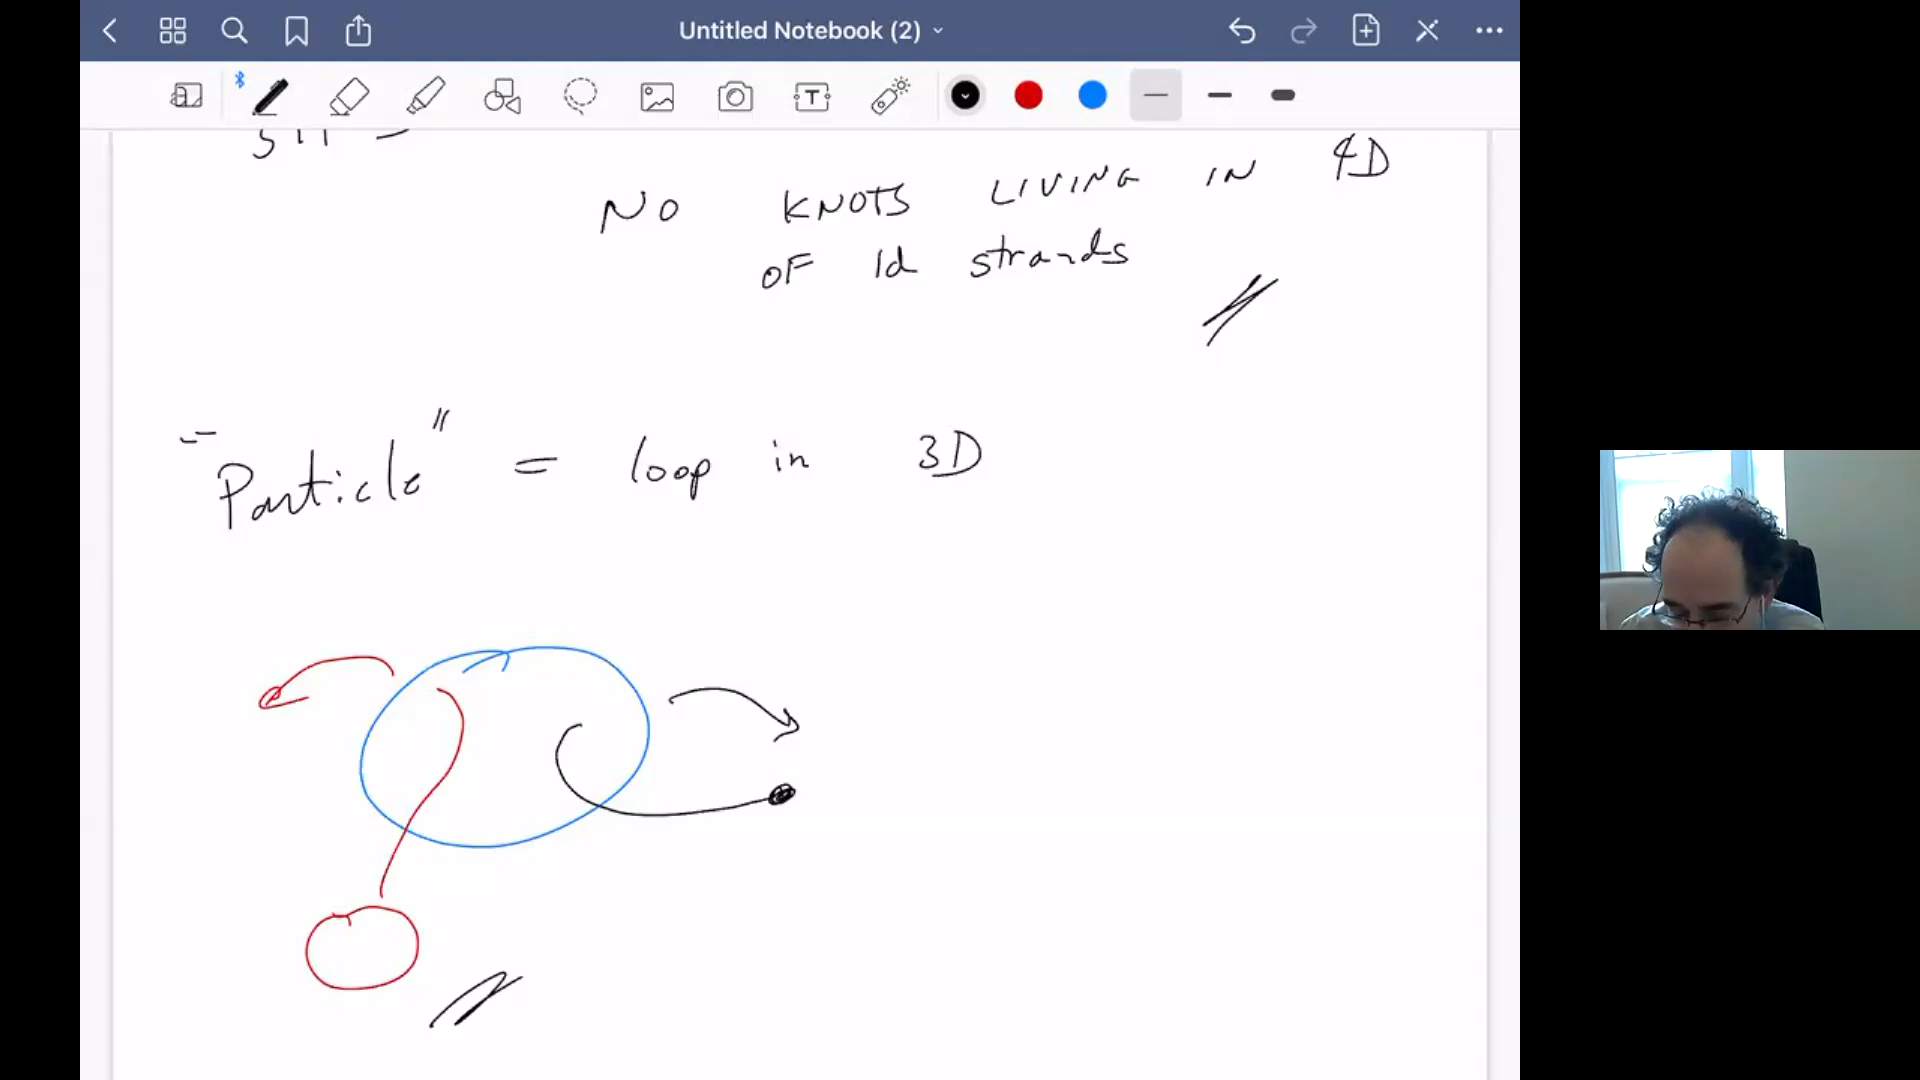 Untitled Notebook (2)
T
NO KNOTS LIVING IN 4D
OF 1d strands
"Particle" = loop in 3D